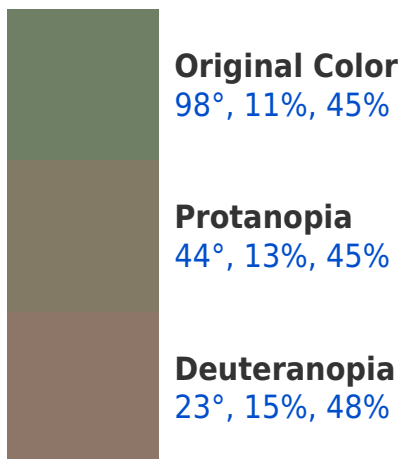 Original Color
98°, 11%, 45%
Protanopia
44°, 13%, 45%
Deuteranopia
23°, 15%, 48%